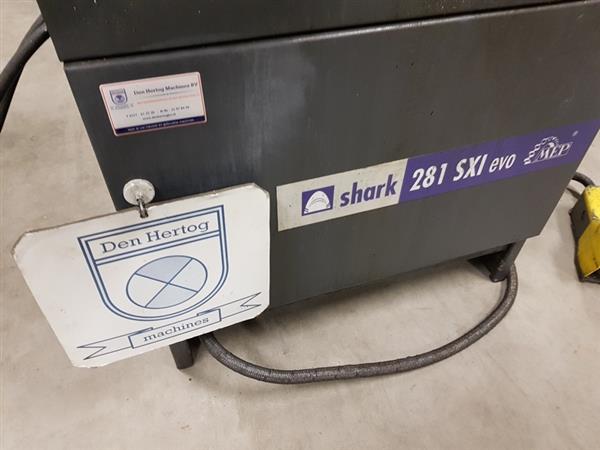 Den Hertog Machines BV
shark 281 SXI evo MEP ®
Den Hertog
machines